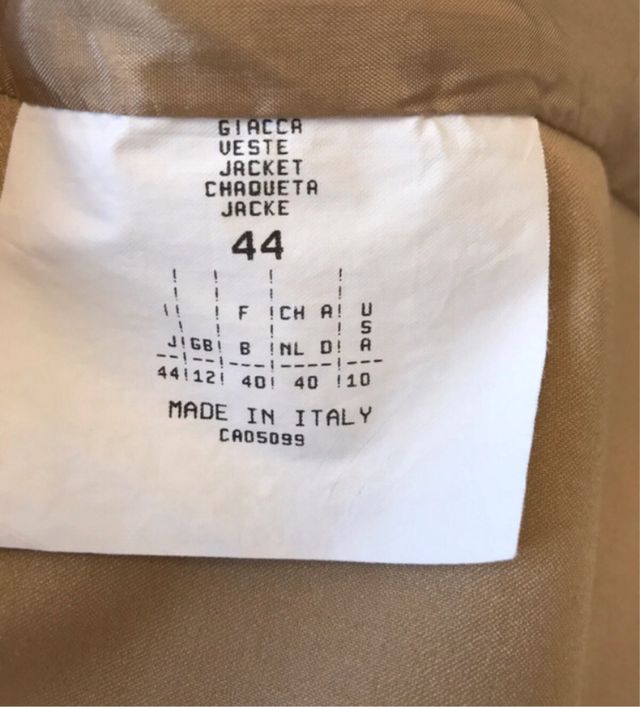 GIACCA
VESTE
JACKET
CHAQUETA
JACKE
44
F CH A U
S
J GB B NL D A
44 12 40 40 10
MADE IN ITALY
CA05099